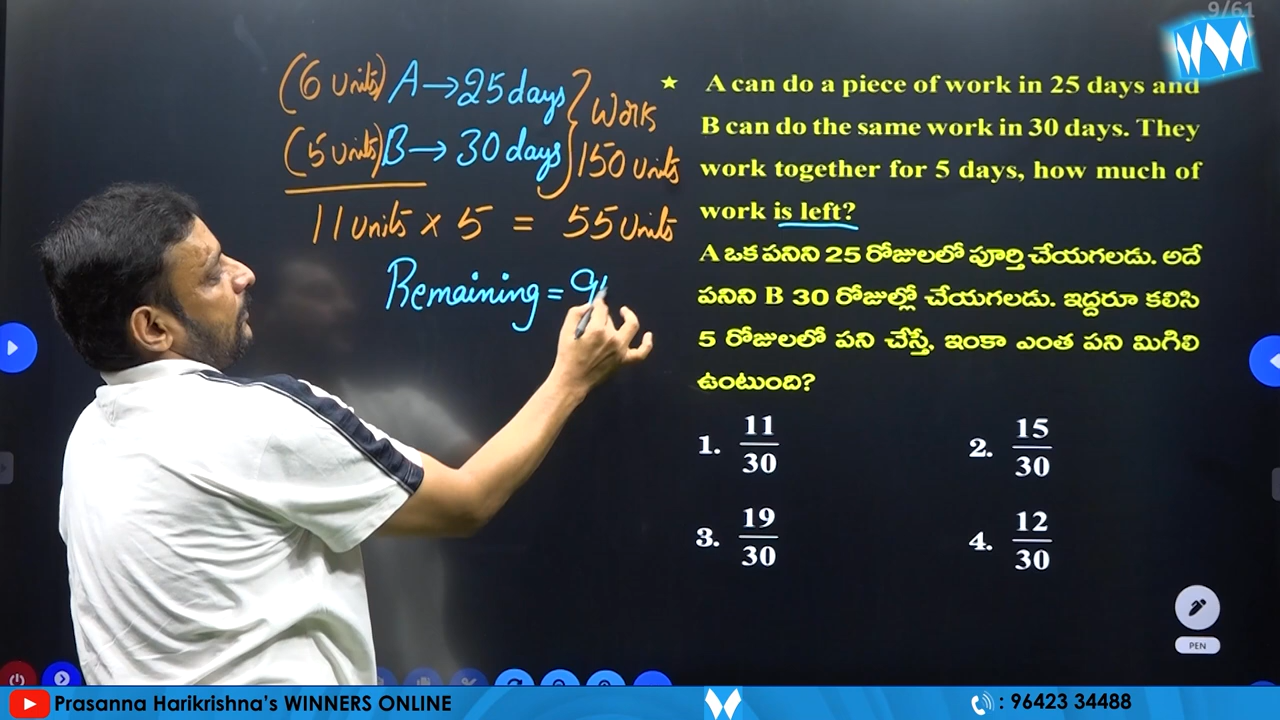 9/61
(6 units) A → 25 days
(5 units) B → 30 days
Work
150 units
11 units × 5 = 55 units
Remaining = 9
★ A can do a piece of work in 25 days and
B can do the same work in 30 days. They
work together for 5 days, how much of
work is left?
A ఒక పనిని 25 రోజులలో పూర్తి చేయగలడు. అదే
పనిని B 30 రోజుల్లో చేయగలడు. ఇద్దరూ కలిసి
5 రోజులలో పని చేస్తే, ఇంకా ఎంత పని మిగిలి
ఉంటుంది?
1. 11/30
2. 15/30
3. 19/30
4. 12/30
PEN
Prasanna Harikrishna's WINNERS ONLINE
: 96423 34488